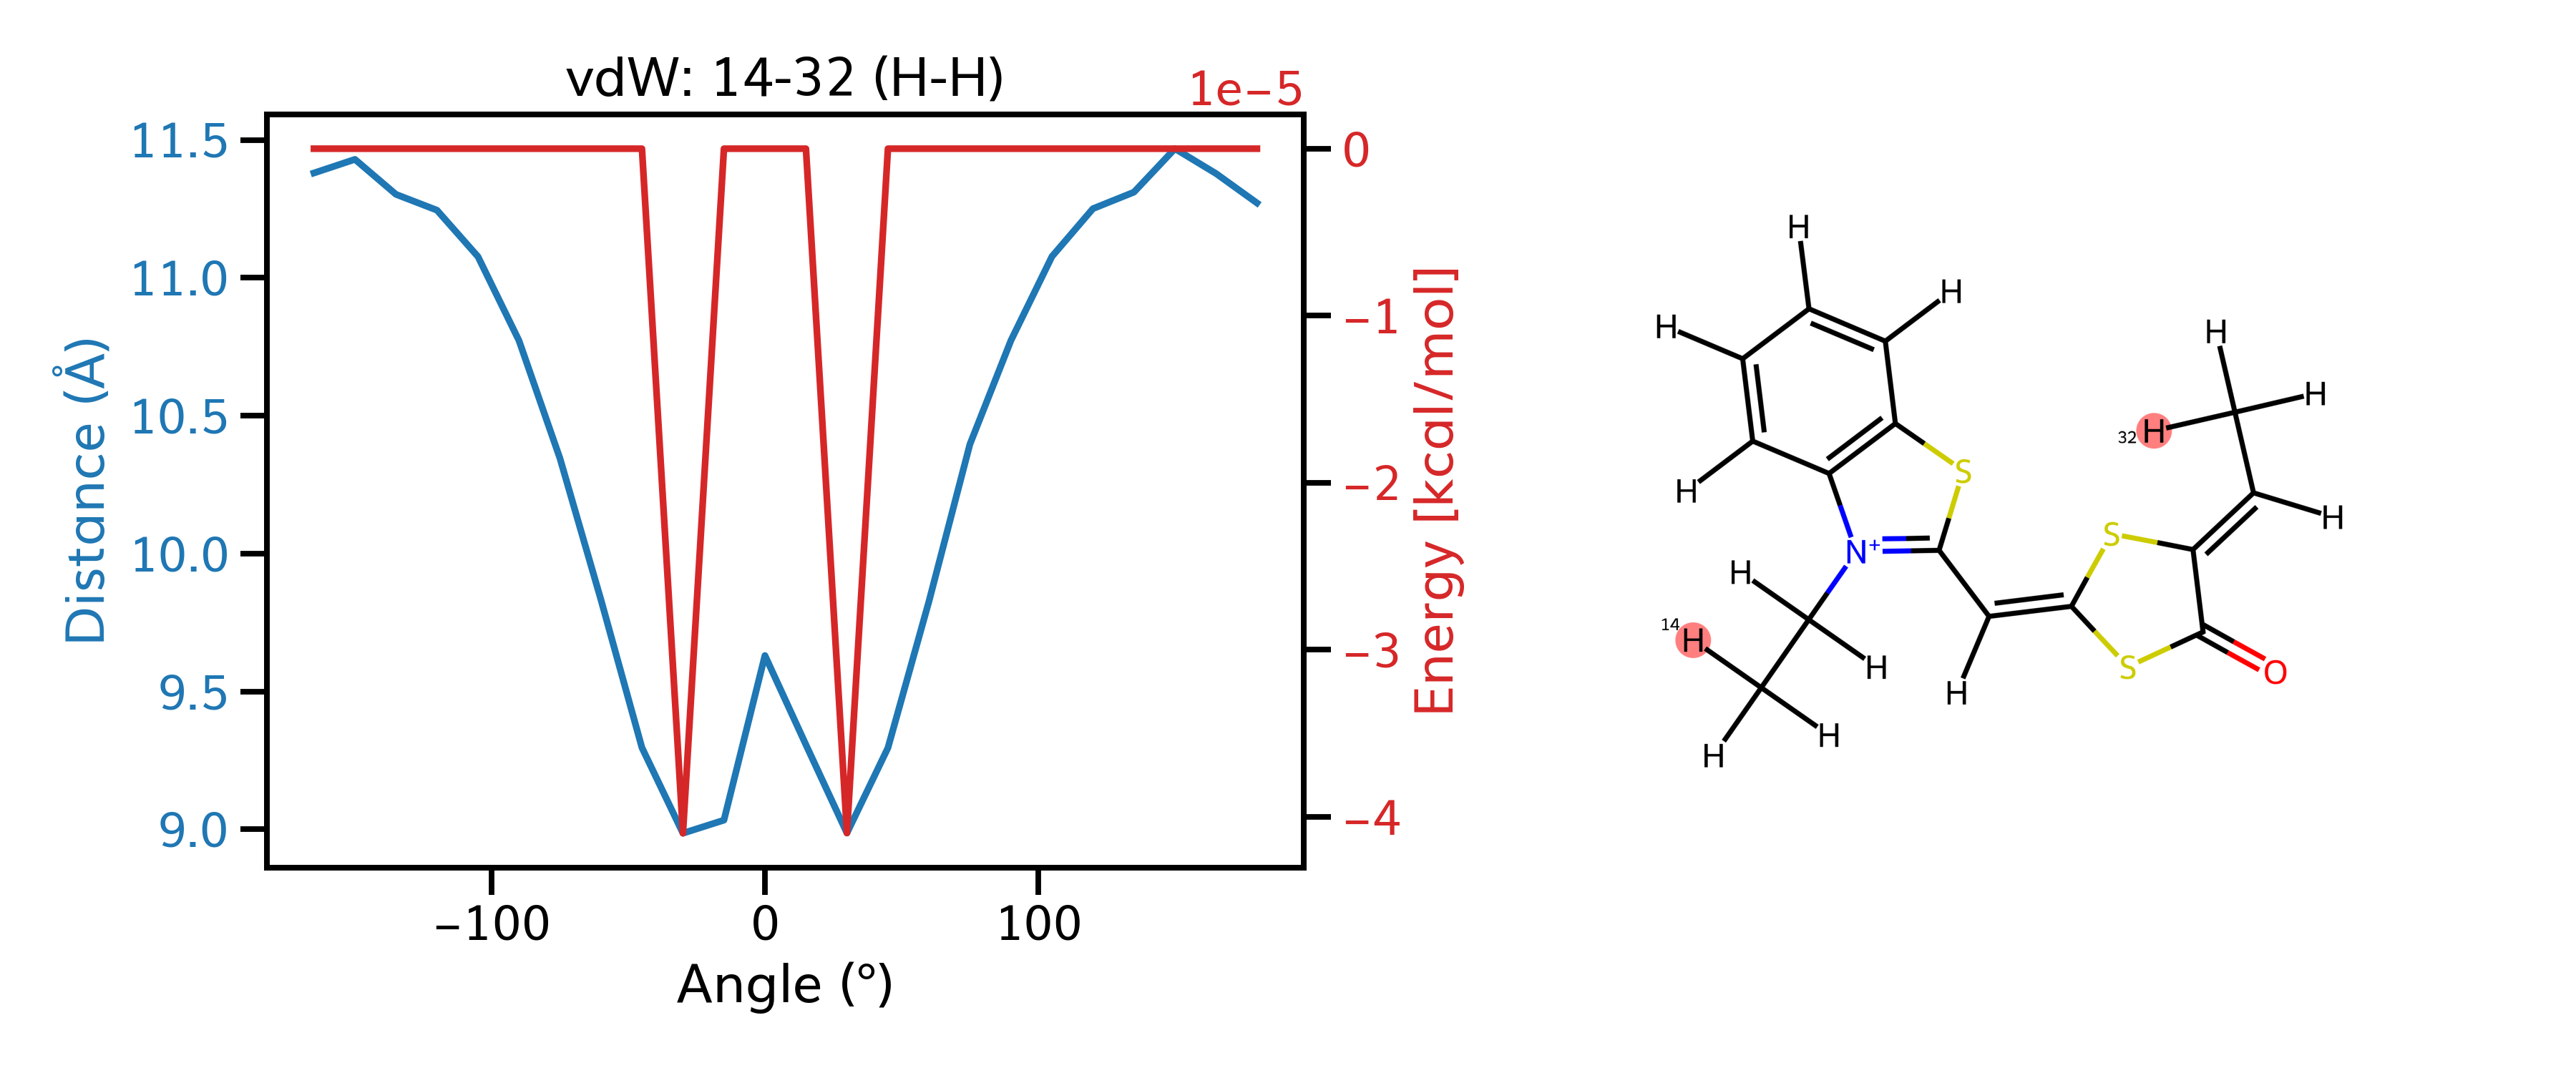 vdW: 14-32 (H-H)
1e−5
11.5
11.0
10.5
10.0
9.5
9.0
Distance (Å)
0
−1
−2
−3
−4
Energy [kcal/mol]
−100
0
100
Angle (°)
H
H
H
H
H
H
32 H
S
H
S
N+
H
14 H
H
S
O
H
H
H